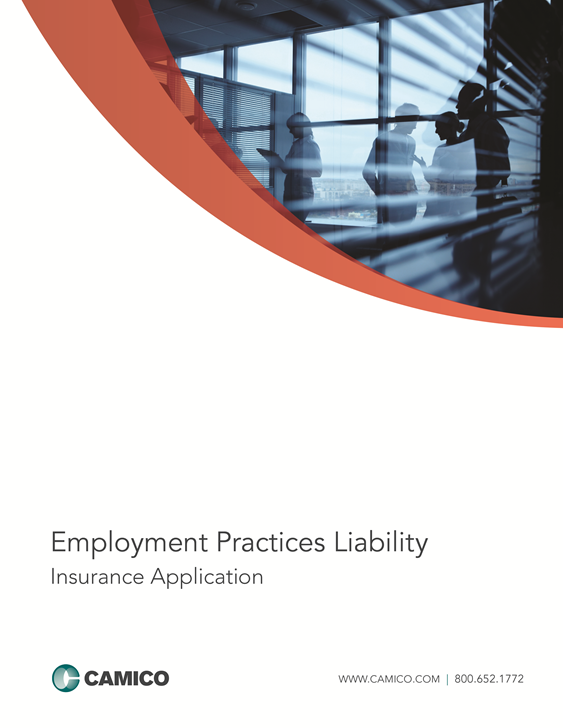 Employment Practices Liability
Insurance Application
CAMICO
WWW.CAMICO.COM | 800.652.1772